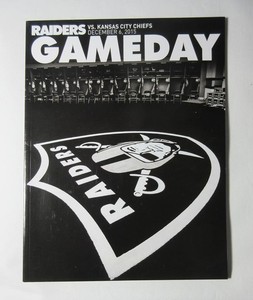 RAIDERS VS. KANSAS CITY CHIEFS
DECEMBER 6, 2015
GAMEDAY
RAIDERS